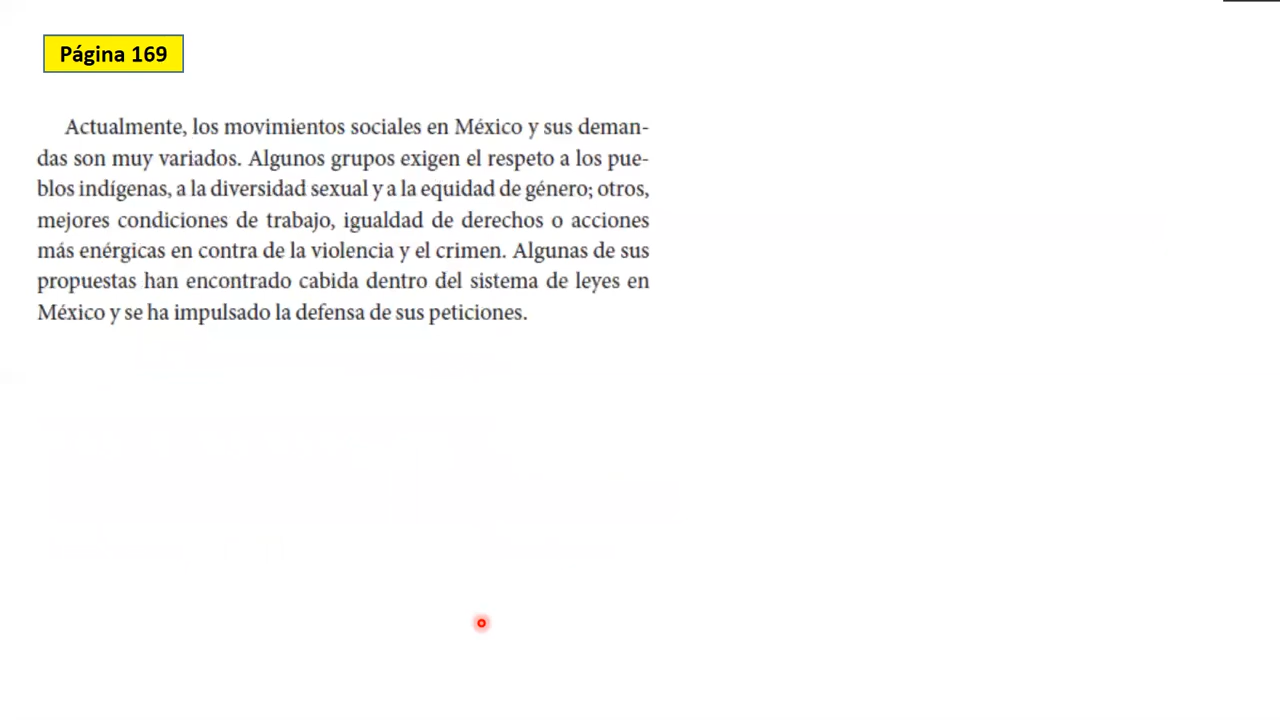 Página 169
Actualmente, los movimientos sociales en México y sus deman-
das son muy variados. Algunos grupos exigen el respeto a los pue-
blos indígenas, a la diversidad sexual y a la equidad de género; otros,
mejores condiciones de trabajo, igualdad de derechos o acciones
más enérgicas en contra de la violencia y el crimen. Algunas de sus
propuestas han encontrado cabida dentro del sistema de leyes en
México y se ha impulsado la defensa de sus peticiones.